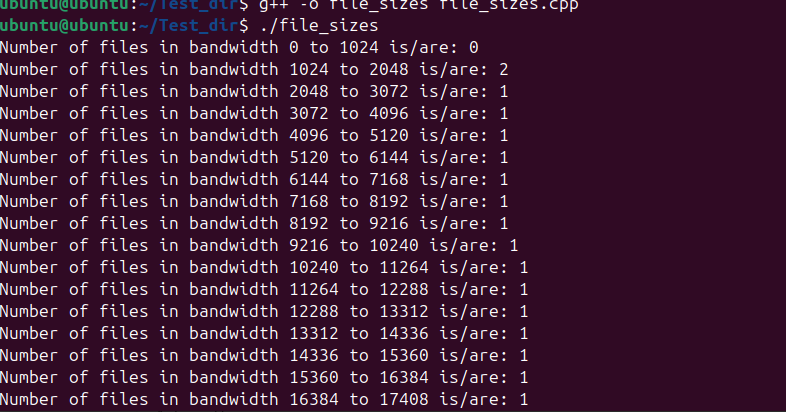 ubuntu@ubuntu:~/Test_dir$ g++ -o file_sizes file_sizes.cpp
ubuntu@ubuntu:~/Test_dir$ ./file_sizes
Number of files in bandwidth 0 to 1024 is/are: 0
Number of files in bandwidth 1024 to 2048 is/are: 2
Number of files in bandwidth 2048 to 3072 is/are: 1
Number of files in bandwidth 3072 to 4096 is/are: 1
Number of files in bandwidth 4096 to 5120 is/are: 1
Number of files in bandwidth 5120 to 6144 is/are: 1
Number of files in bandwidth 6144 to 7168 is/are: 1
Number of files in bandwidth 7168 to 8192 is/are: 1
Number of files in bandwidth 8192 to 9216 is/are: 1
Number of files in bandwidth 9216 to 10240 is/are: 1
Number of files in bandwidth 10240 to 11264 is/are: 1
Number of files in bandwidth 11264 to 12288 is/are: 1
Number of files in bandwidth 12288 to 13312 is/are: 1
Number of files in bandwidth 13312 to 14336 is/are: 1
Number of files in bandwidth 14336 to 15360 is/are: 1
Number of files in bandwidth 15360 to 16384 is/are: 1
Number of files in bandwidth 16384 to 17408 is/are: 1